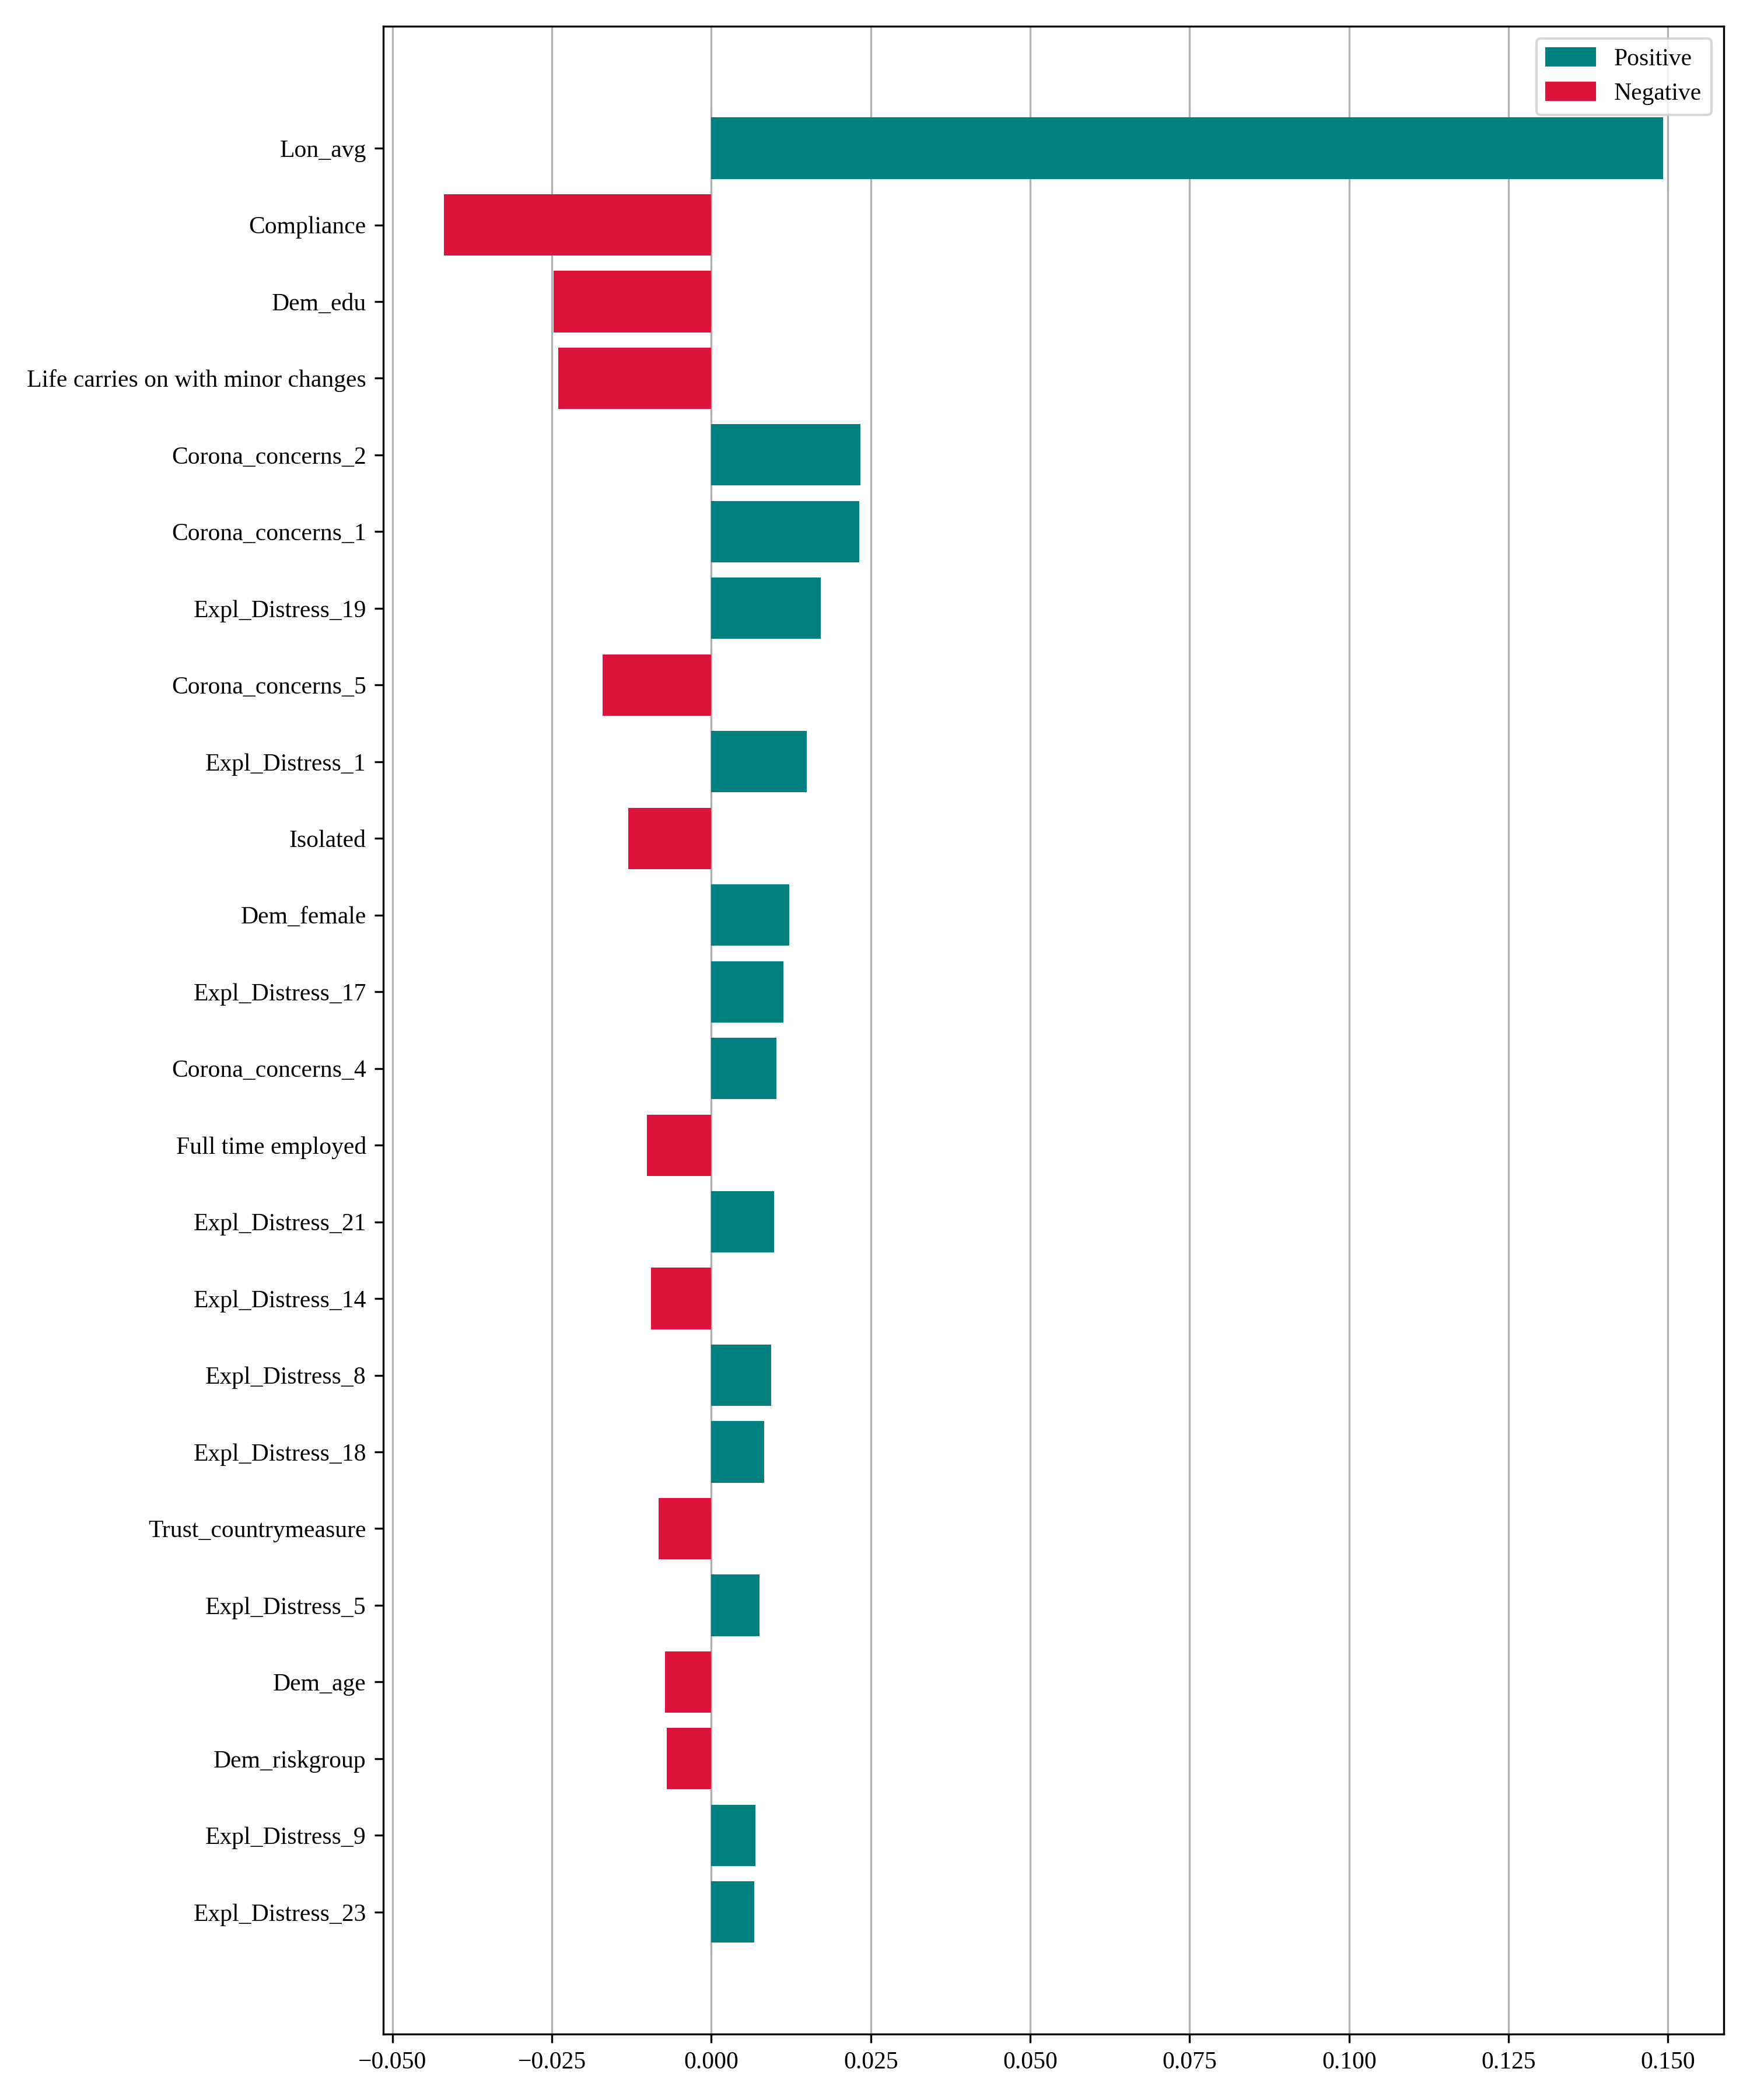 Positive
Negative
Lon_avg
Compliance
Dem_edu
Life carries on with minor changes
Corona_concerns_2
Corona_concerns_1
Expl_Distress_19
Corona_concerns_5
Expl_Distress_1
Isolated
Dem_female
Expl_Distress_17
Corona_concerns_4
Full time employed
Expl_Distress_21
Expl_Distress_14
Expl_Distress_8
Expl_Distress_18
Trust_countrymeasure
Expl_Distress_5
Dem_age
Dem_riskgroup
Expl_Distress_9
Expl_Distress_23
−0.050 −0.025 0.000 0.025 0.050 0.075 0.100 0.125 0.150